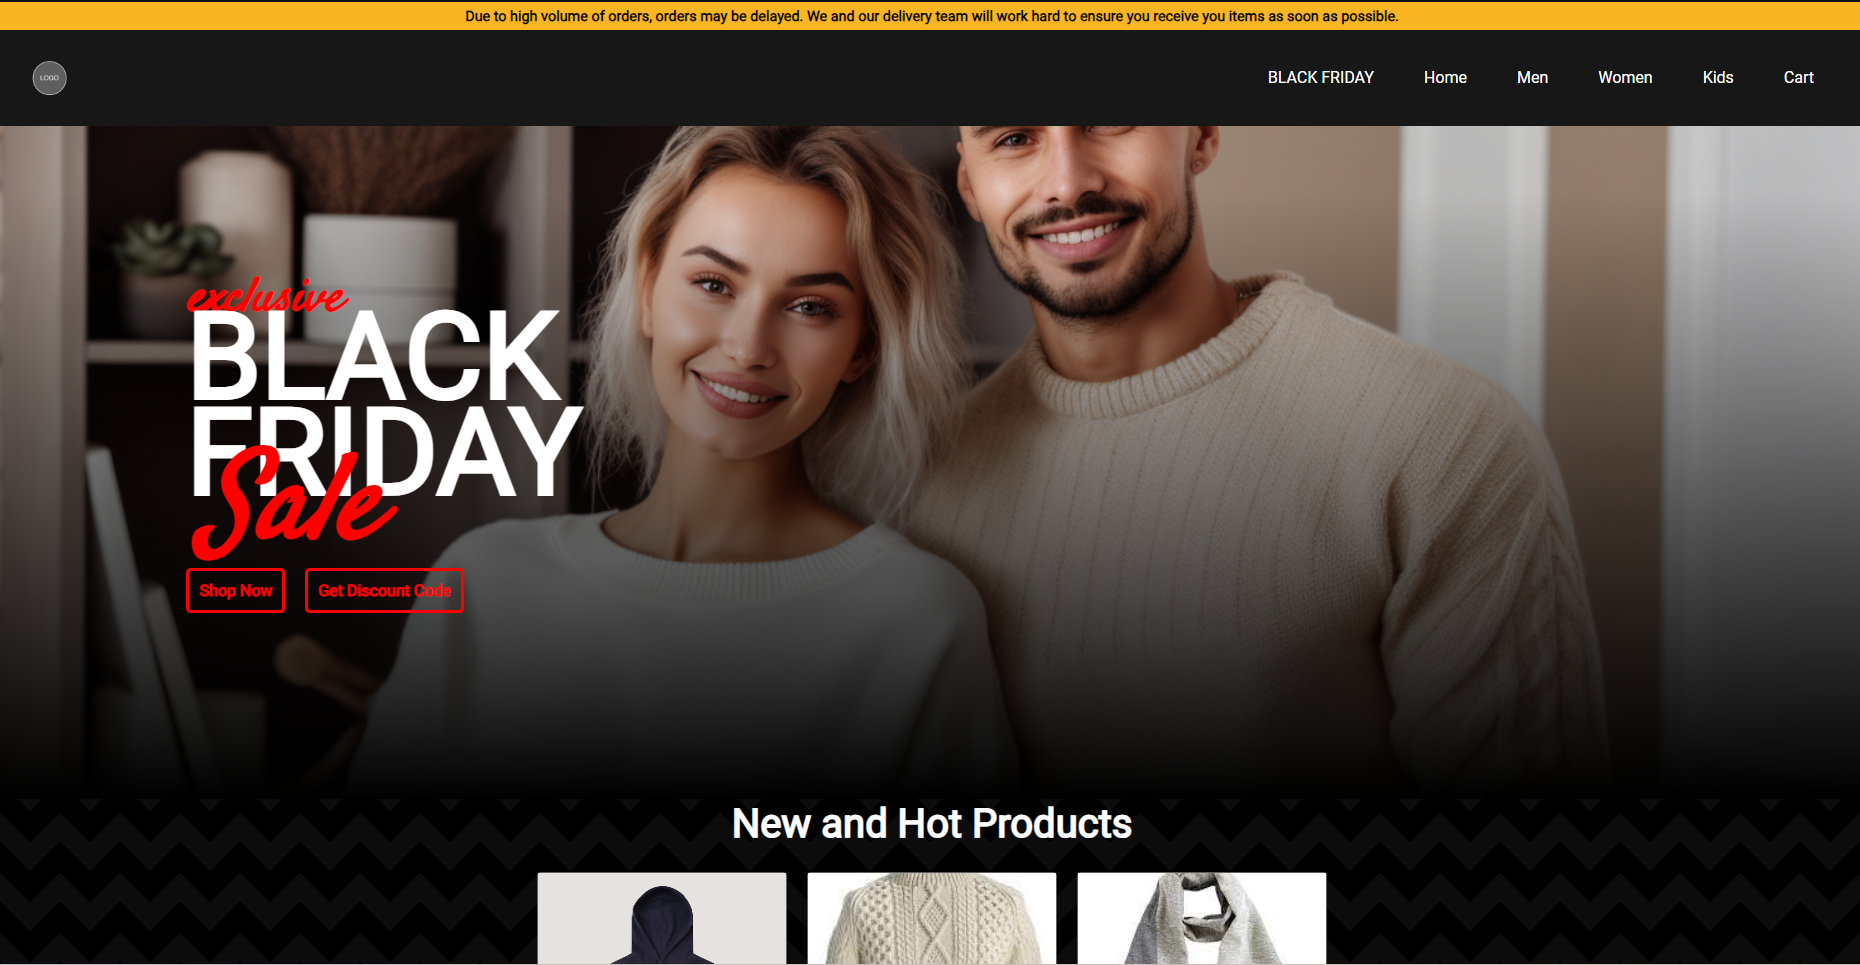 Due to high volume of orders, orders may be delayed. We and our delivery team will work hard to ensure you receive you items as soon as possible.
LOGO
BLACK FRIDAY Home Men Women Kids Cart
exclusive
BLACK
FRIDAY
Sale
Shop Now Get Discount Code
New and Hot Products